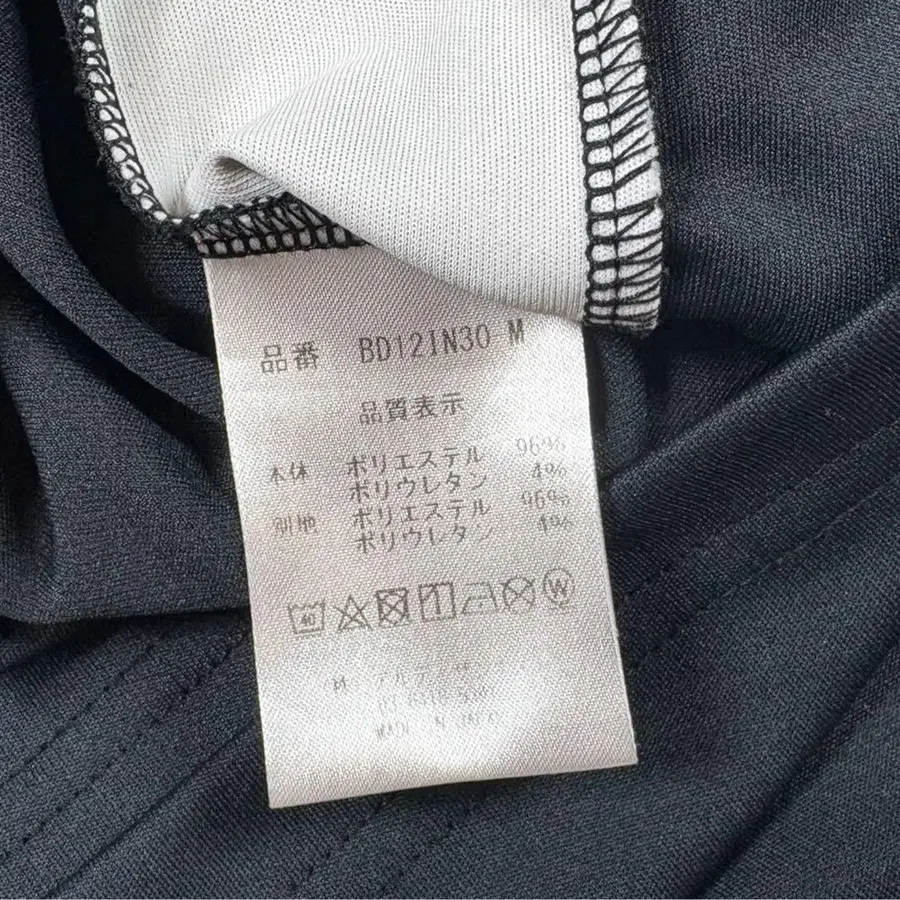 品番 BD12IN30 M
品質表示
本体 ポリエステル 96%
ポリウレタン 4%
別地 ポリエステル 96%
ポリウレタン 4%
40 W
MADE IN JAPAN